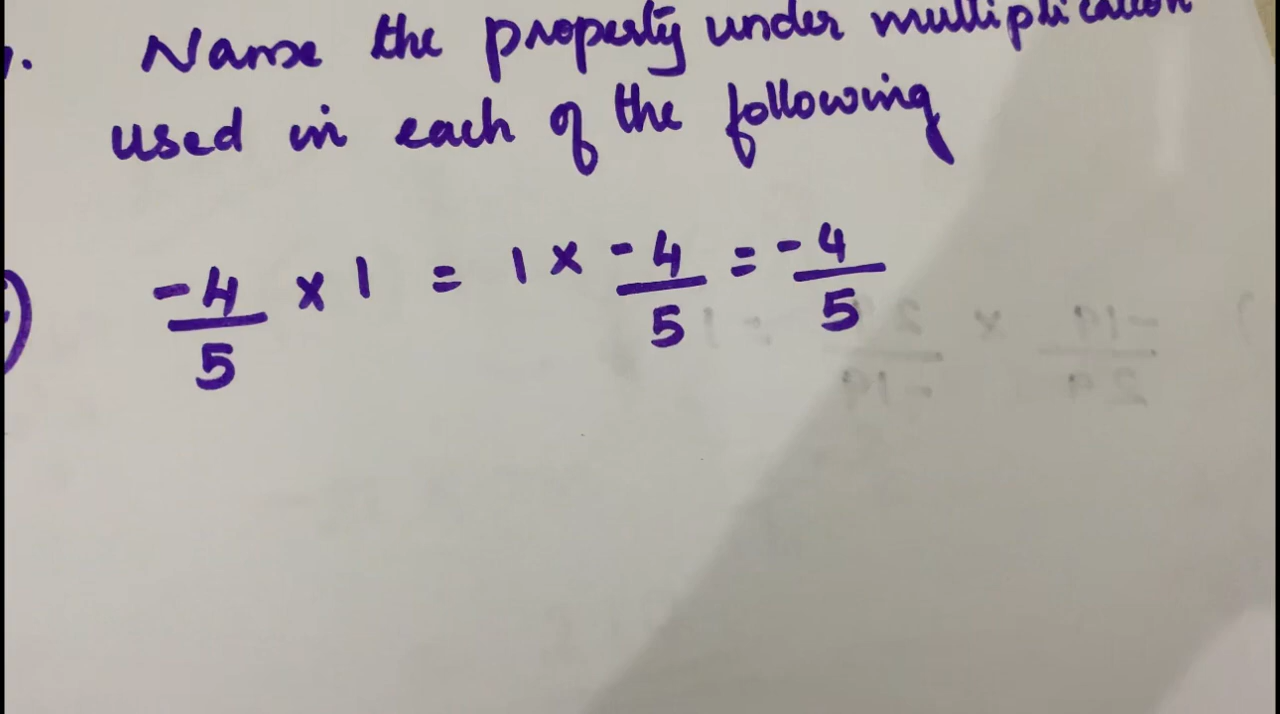 . Name the property under multiplication
used in each of the following
) -4/5 x 1 = 1 x -4/5 = -4/5